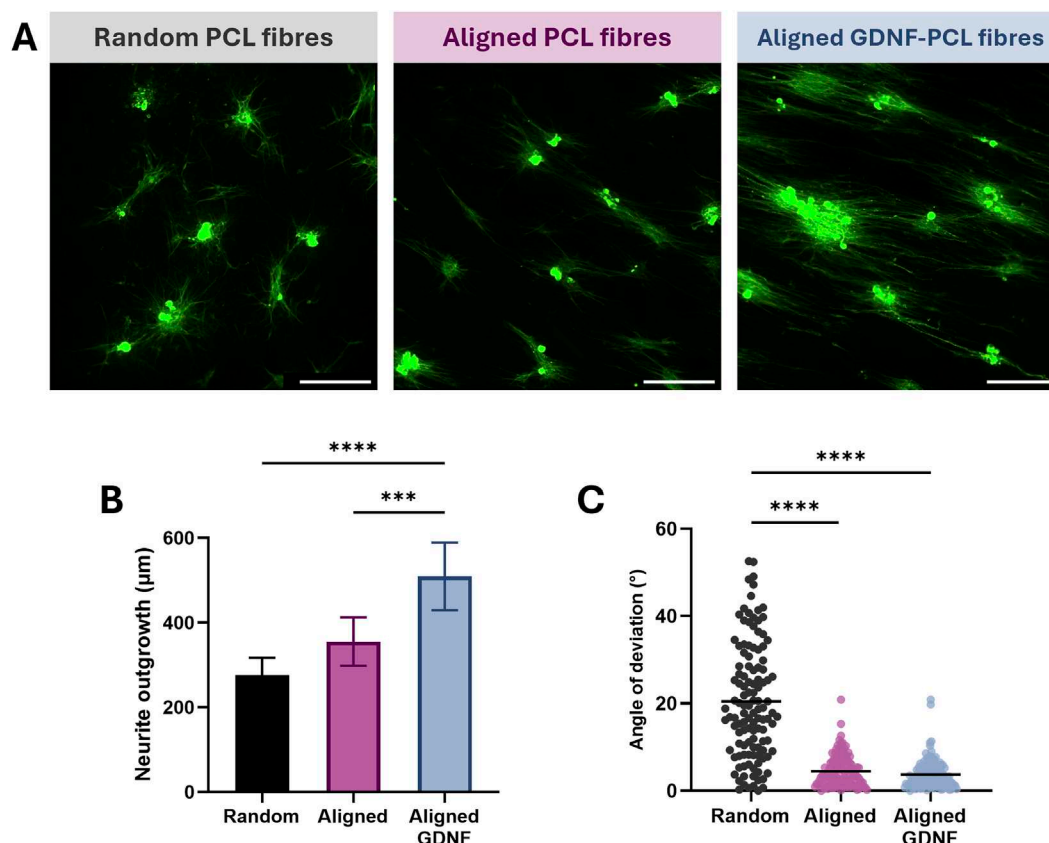 A
Random PCL fibres
Aligned PCL fibres
Aligned GDNF-PCL fibres
B
****
***
Neurite outgrowth (µm)
600
400
200
0
Random
Aligned
Aligned
GDNF
C
****
****
Angle of deviation (°)
60
40
20
0
Random
Aligned
Aligned
GDNF